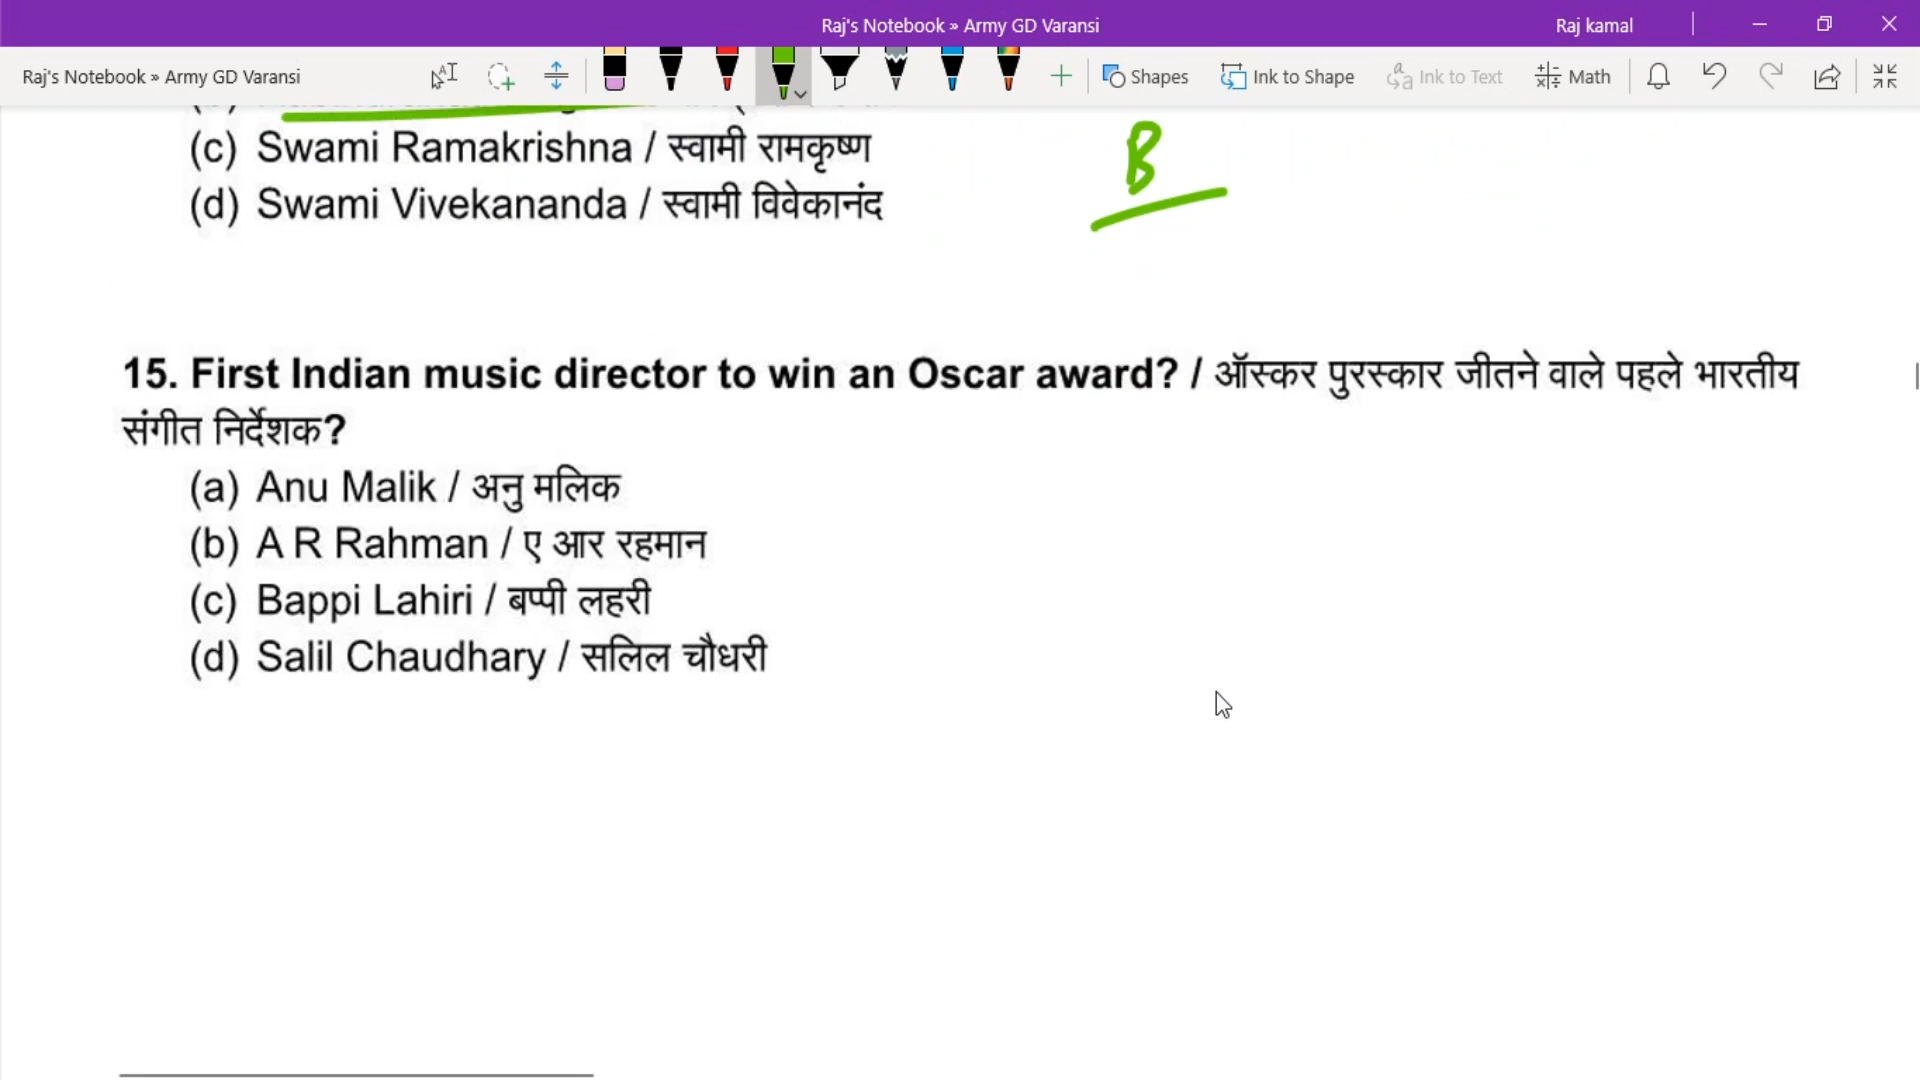 Raj's Notebook » Army GD Varansi
Raj kamal
Raj's Notebook » Army GD Varansi
Shapes
Ink to Shape
Ink to Text
Math
(c) Swami Ramakrishna / स्वामी रामकृष्ण
B
(d) Swami Vivekananda / स्वामी विवेकानंद
15. First Indian music director to win an Oscar award? / ऑस्कर पुरस्कार जीतने वाले पहले भारतीय
संगीत निर्देशक?
(a) Anu Malik / अनु मलिक
(b) A R Rahman / ए आर रहमान
(c) Bappi Lahiri / बप्पी लहरी
(d) Salil Chaudhary / सलिल चौधरी